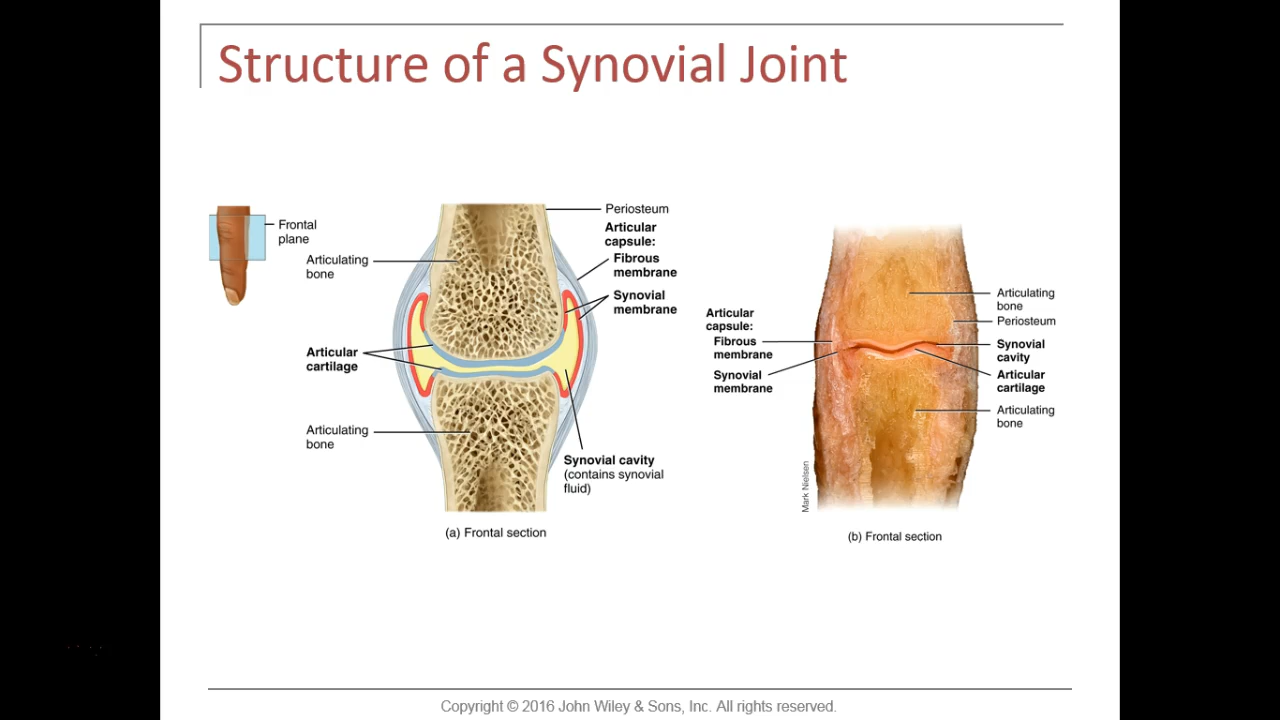 Structure of a Synovial Joint
Frontal
plane
Articulating
bone
Articular
cartilage
Articulating
bone
Periosteum
Articular
capsule:
Fibrous
membrane
Synovial
membrane
Synovial cavity
(contains synovial
fluid)
(a) Frontal section
Articular
capsule:
Fibrous
membrane
Synovial
membrane
Articulating
bone
Periosteum
Synovial
cavity
Articular
cartilage
Articulating
bone
Mark Nielsen
(b) Frontal section
Copyright © 2016 John Wiley & Sons, Inc. All rights reserved.